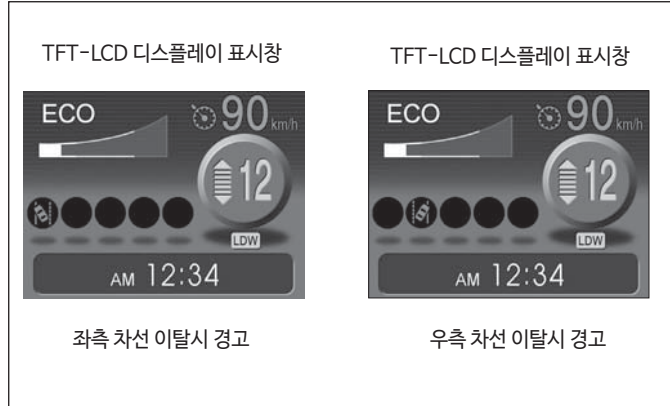 TFT-LCD 디스플레이 표시창
ECO
90 km/h
12
LDW
AM 12:34
좌측 차선 이탈시 경고
TFT-LCD 디스플레이 표시창
ECO
90 km/h
12
LDW
AM 12:34
우측 차선 이탈시 경고